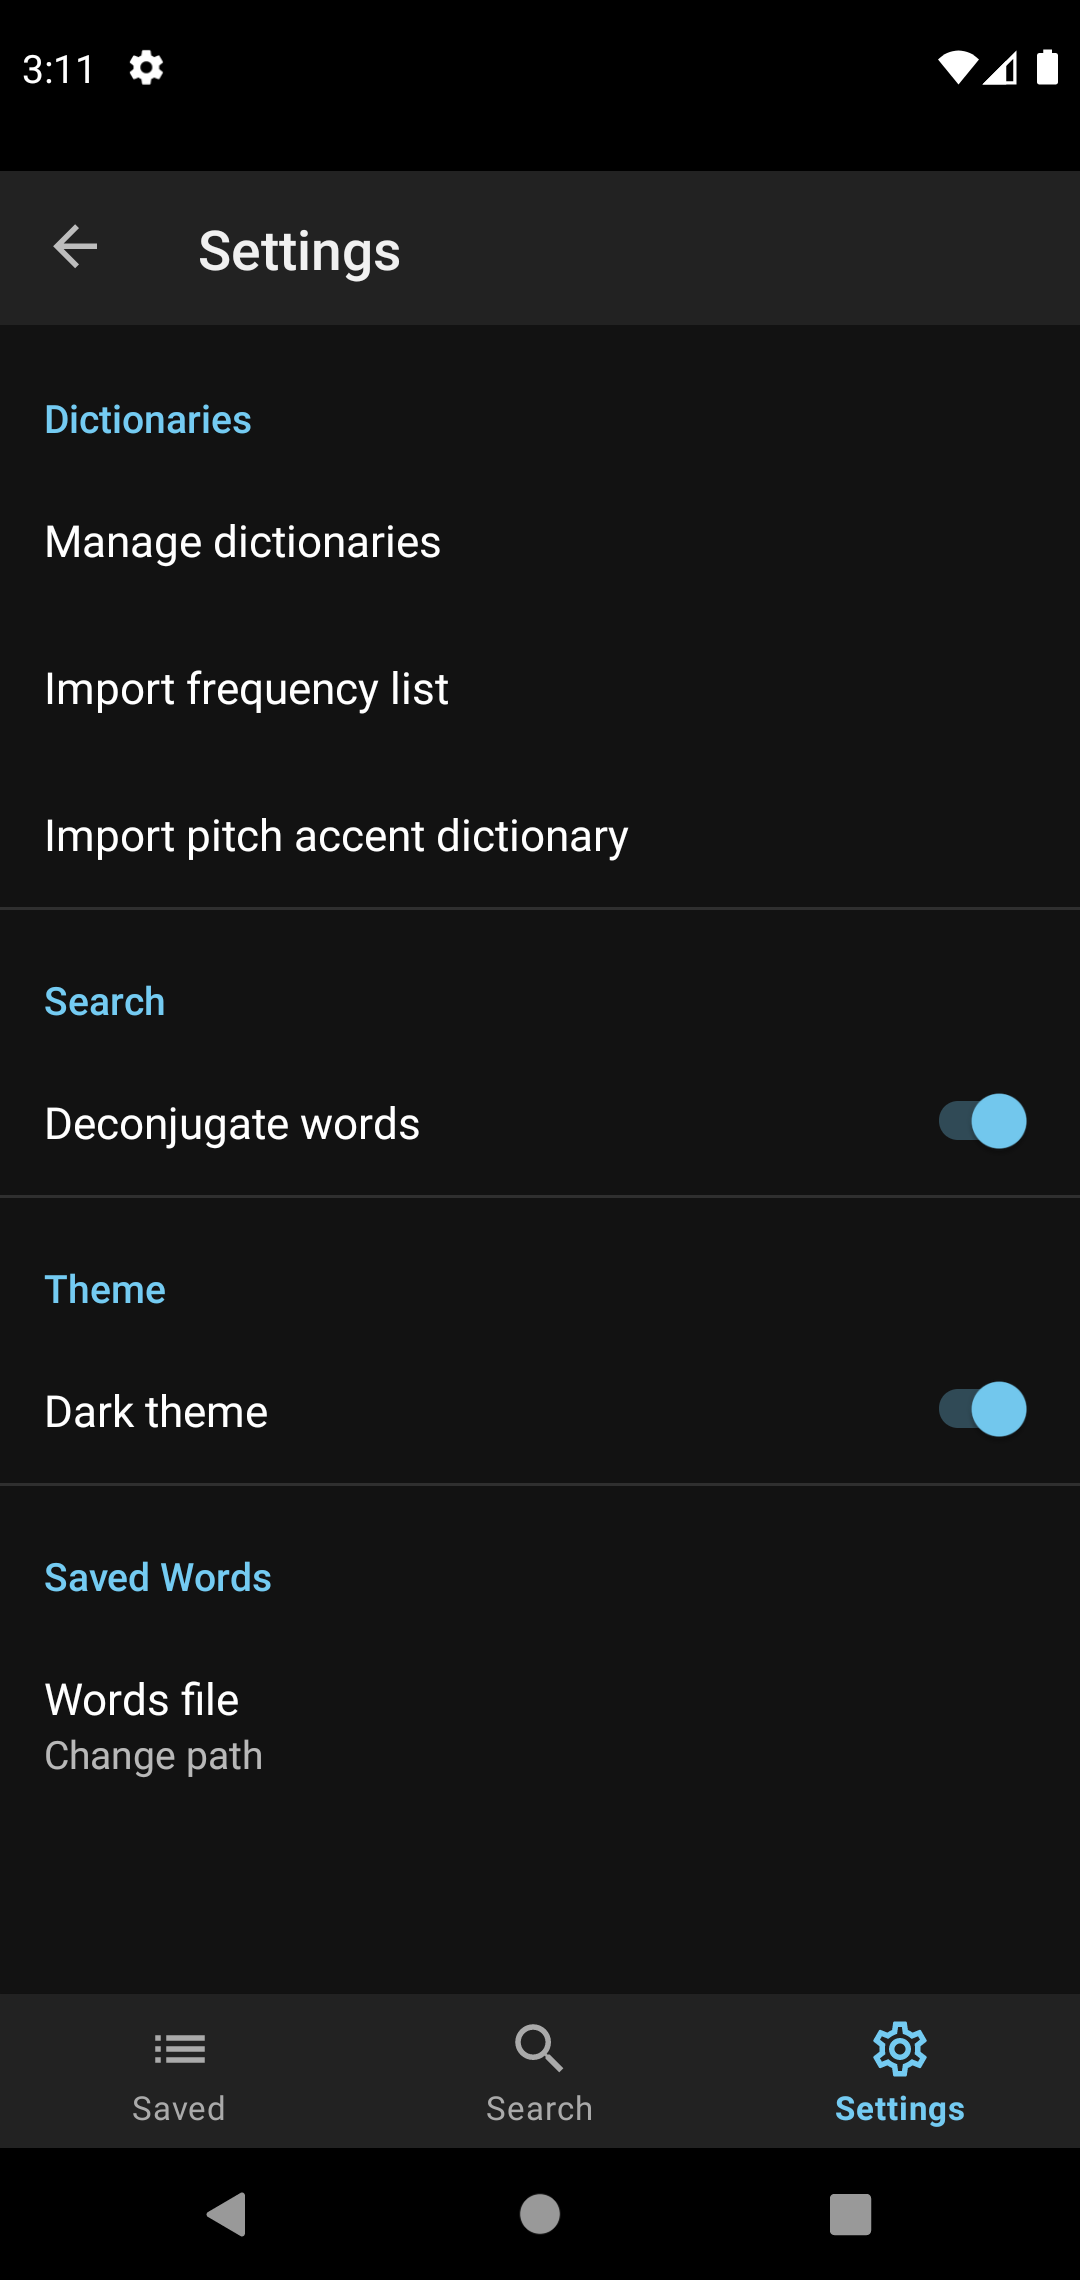 3:11
Settings
Dictionaries
Manage dictionaries
Import frequency list
Import pitch accent dictionary
Search
Deconjugate words
Theme
Dark theme
Saved Words
Words file
Change path
Saved
Search
Settings